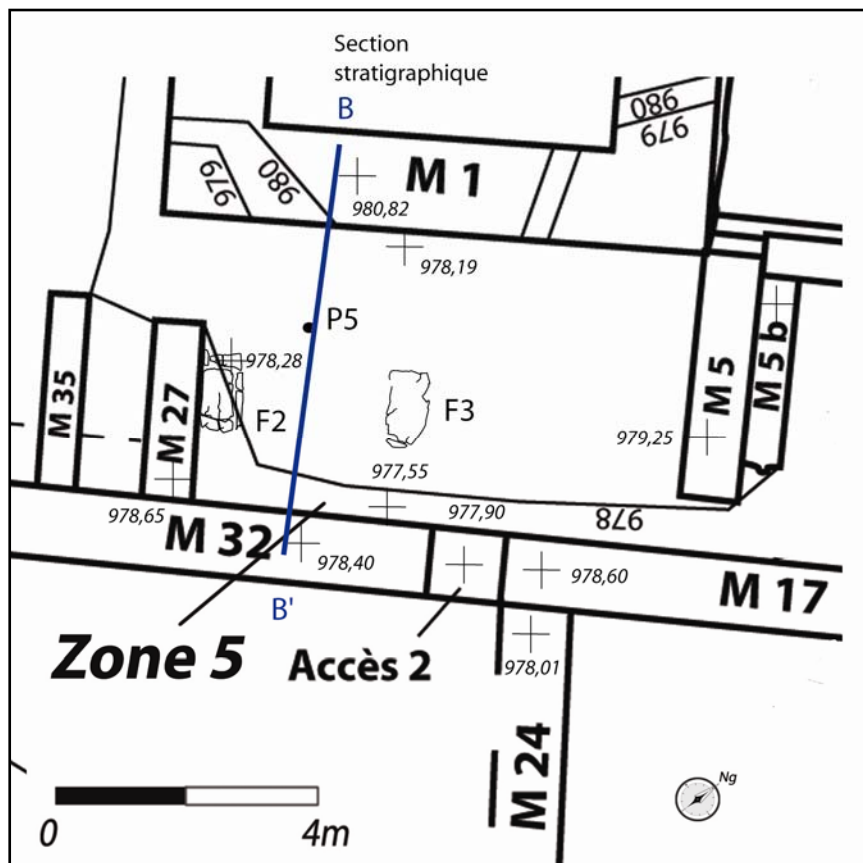 Section
stratigraphique
B
980
979
979
980
M 1
980,82
978,19
P5
978,28
M 35
M 27
F2
F3
M 5
M 5 b
979,25
977,55
978,65
977,90
978
M 32
978,40
978,60
M 17
B'
Zone 5
Accès 2
978,01
M 24
Ng
0
4m